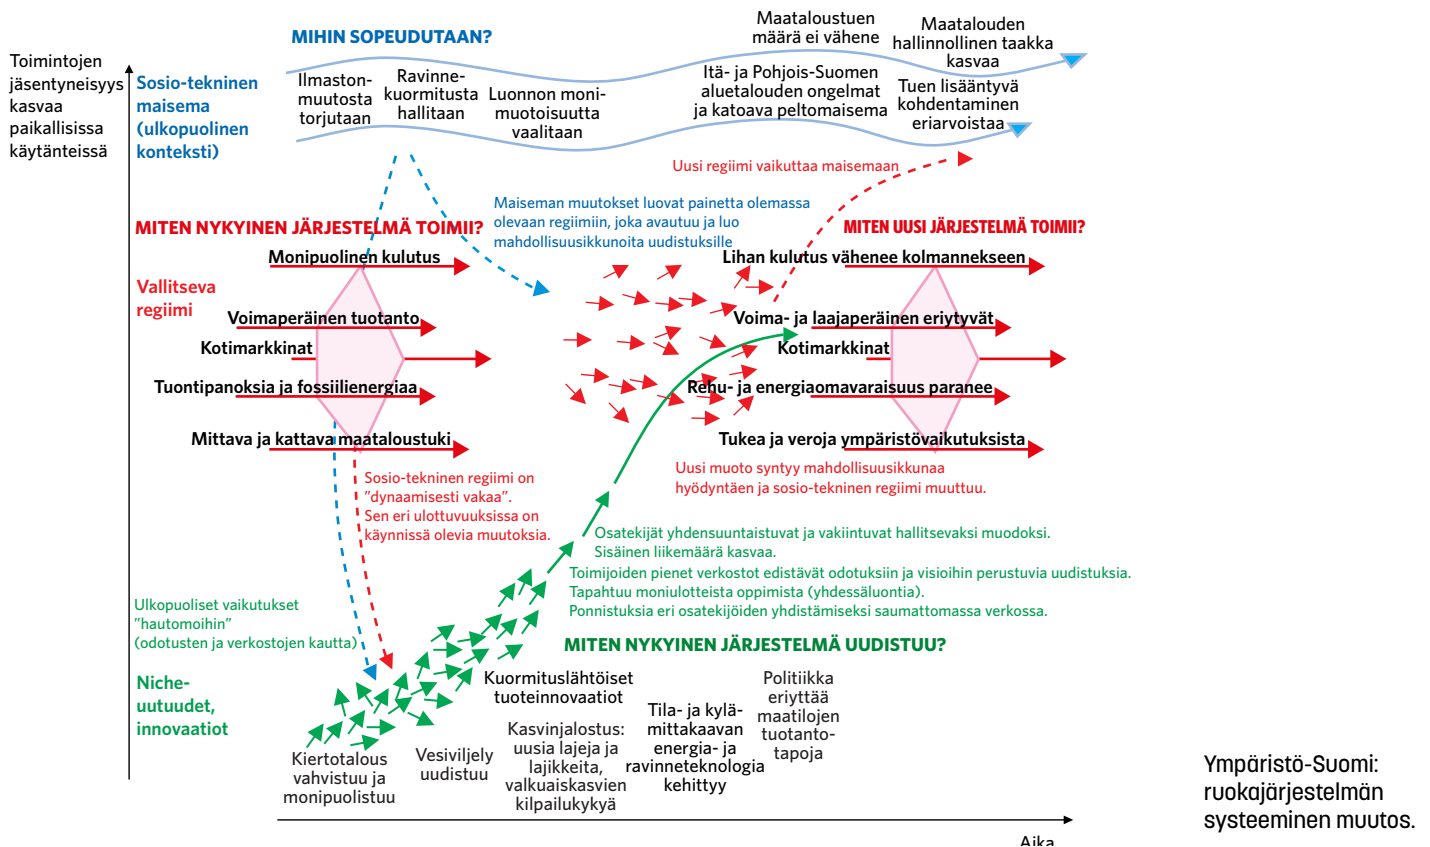 Toimintojen
jäsentyneisyys
kasvaa
paikallisissa
käytänteissä
Sosio-tekninen
maisema
(ulkopuolinen
konteksti)
MIHIN SOPEUDUTAAN?
Ilmaston-
muutosta
torjutaan
Ravinne-
kuormitusta
hallitaan
Luonnon moni-
muotoisuutta
vaalitaan
Maataloustuen
määrä ei vähene
Maatalouden
hallinnollinen taakka
kasvaa
Itä- ja Pohjois-Suomen
aluetalouden ongelmat
ja katoava peltomaisema
Tuen lisääntyvä
kohdentaminen
eriarvoistaa
Uusi regiimi vaikuttaa maisemaan
Maiseman muutokset luovat painetta olemassa
olevaan regiimiin, joka avautuu ja luo
mahdollisuusikkunoita uudistuksille
MITEN NYKYINEN JÄRJESTELMÄ TOIMII?
MITEN UUSI JÄRJESTELMÄ TOIMII?
Vallitseva
regiimi
Monipuolinen kulutus
Voimaperäinen tuotanto
Kotimarkkinat
Tuontipanoksia ja fossiilienergiaa
Mittava ja kattava maataloustuki
Lihan kulutus vähenee kolmannekseen
Voima- ja laajaperäinen eriytyvät
Kotimarkkinat
Rehu- ja energiaomavaraisuus paranee
Tukea ja veroja ympäristövaikutuksista
Sosio-tekninen regiimi on
"dynaamisesti vakaa".
Sen eri ulottuvuuksissa on
käynnissä olevia muutoksia.
Uusi muoto syntyy mahdollisuusikkunaa
hyödyntäen ja sosio-tekninen regiimi muuttuu.
Osatekijät yhdensuuntaistuvat ja vakiintuvat hallitsevaksi muodoksi.
Sisäinen liikemäärä kasvaa.
Toimijoiden pienet verkostot edistävät odotuksiin ja visioihin perustuvia uudistuksia.
Tapahtuu moniulotteista oppimista (yhdessäluontia).
Ponnistuksia eri osatekijöiden yhdistämiseksi saumattomassa verkossa.
Ulkopuoliset vaikutukset
"hautomoihin"
(odotusten ja verkostojen kautta)
MITEN NYKYINEN JÄRJESTELMÄ UUDISTUU?
Niche-
uutuudet,
innovaatiot
Kiertotalous
vahvistuu ja
monipuolistuu
Vesiviljely
uudistuu
Kuormituslähtöiset
tuoteinnovaatiot
Kasvinjalostus:
uusia lajeja ja
lajikkeita,
valkuaiskasvien
kilpailukykyä
Tila- ja kylä-
mittakaavan
energia- ja
ravinneteknologia
kehittyy
Politiikka
eriyttää
maatilojen
tuotanto-
tapoja
Aika
Ympäristö-Suomi:
ruokajärjestelmän
systeeminen muutos.